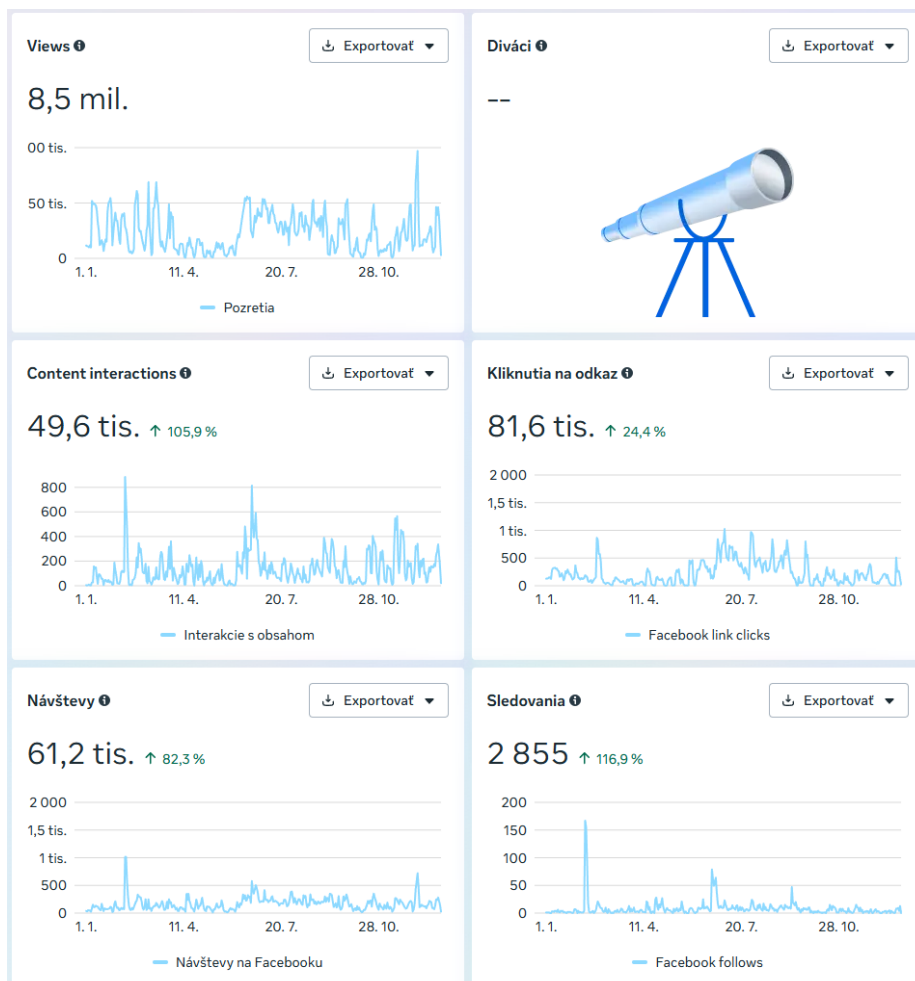 Views
Exportovať
8,5 mil.
00 tis.
50 tis.
0
1. 1.
11. 4.
20. 7.
28. 10.
Pozretia
Diváci
Exportovať
--
Content interactions
Exportovať
49,6 tis. ↑ 105,9 %
800
600
400
200
0
1. 1.
11. 4.
20. 7.
28. 10.
Interakcie s obsahom
Kliknutia na odkaz
Exportovať
81,6 tis. ↑ 24,4 %
2 000
1,5 tis.
1 tis.
500
0
1. 1.
11. 4.
20. 7.
28. 10.
Facebook link clicks
Návštevy
Exportovať
61,2 tis. ↑ 82,3 %
2 000
1,5 tis.
1 tis.
500
0
1. 1.
11. 4.
20. 7.
28. 10.
Návštevy na Facebooku
Sledovania
Exportovať
2 855 ↑ 116,9 %
200
150
100
50
0
1. 1.
11. 4.
20. 7.
28. 10.
Facebook follows